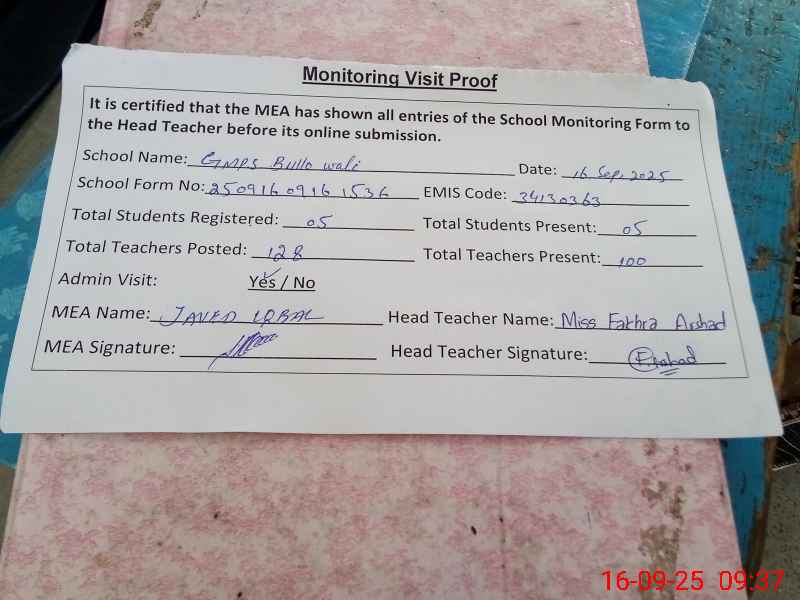 Monitoring Visit Proof
It is certified that the MEA has shown all entries of the School Monitoring Form to
the Head Teacher before its online submission.
School Name: GMPS Bullo wali Date: 16 Sep, 2025
School Form No: 250916 0916 1536 EMIS Code: 34130363
Total Students Registered: 05 Total Students Present: 05
Total Teachers Posted: 128 Total Teachers Present: 100
Admin Visit: Yes / No
MEA Name: JAVED IQBAL Head Teacher Name: Miss Fakhra Arshad
MEA Signature: Head Teacher Signature:
16-09-25 09:37